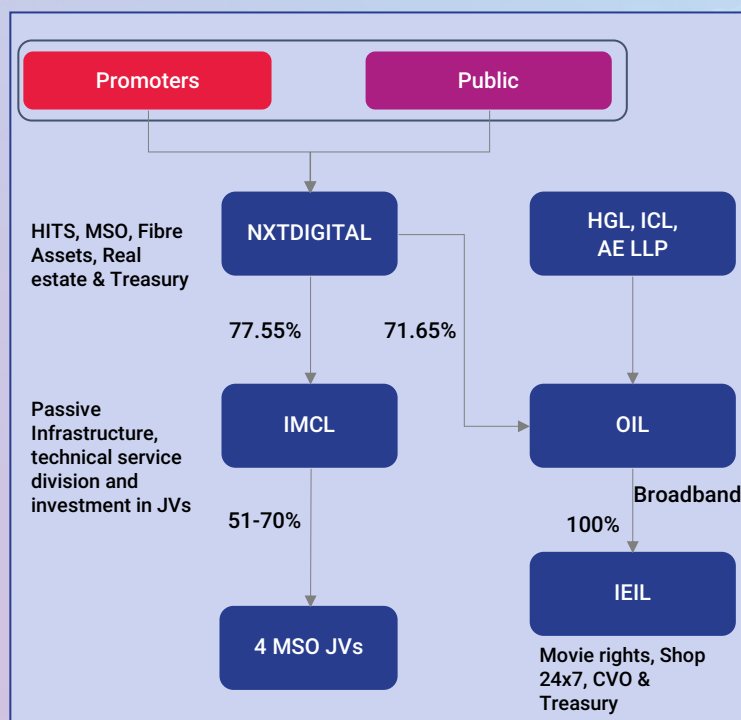 Promoters
Public
HITS, MSO, Fibre
Assets, Real
estate & Treasury
NXTDIGITAL
HGL, ICL,
AE LLP
77.55%
71.65%
Passive
Infrastructure,
technical service
division and
investment in JVs
IMCL
OIL
51-70%
Broadband
100%
4 MSO JVs
IEIL
Movie rights, Shop
24x7, CVO &
Treasury